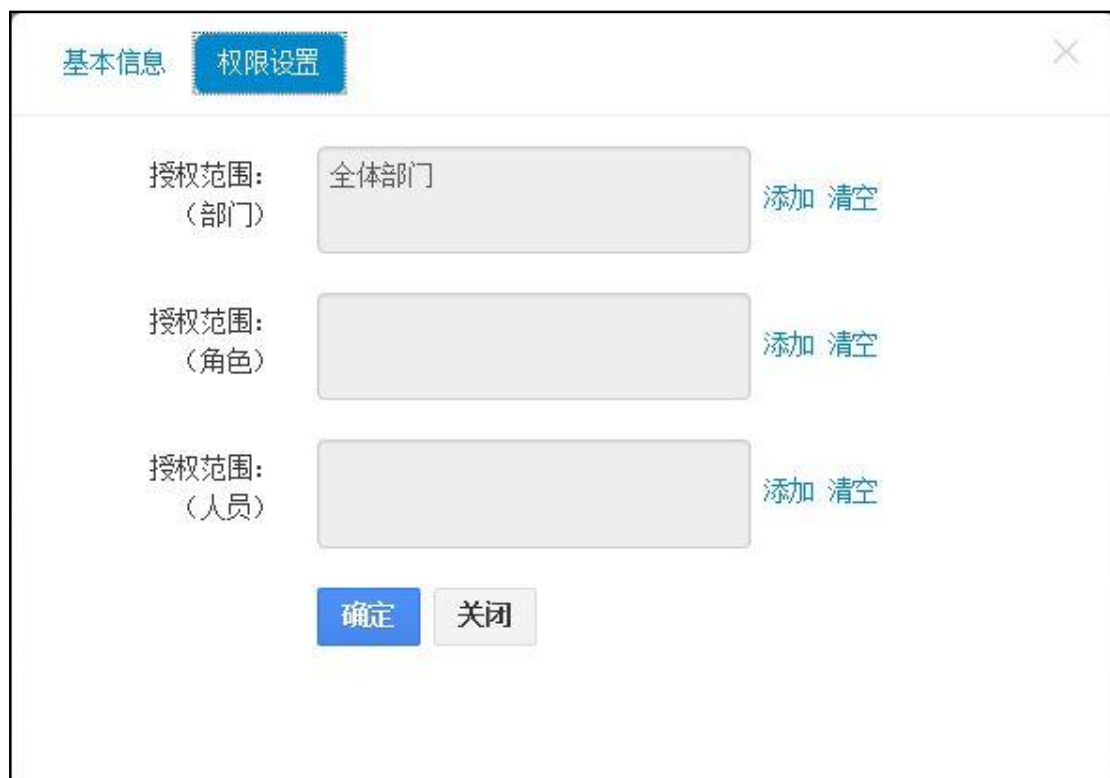 基本信息 权限设置
授权范围： 全体部门
（部门） 添加 清空
授权范围：
（角色） 添加 清空
授权范围：
（人员） 添加 清空
确定 关闭